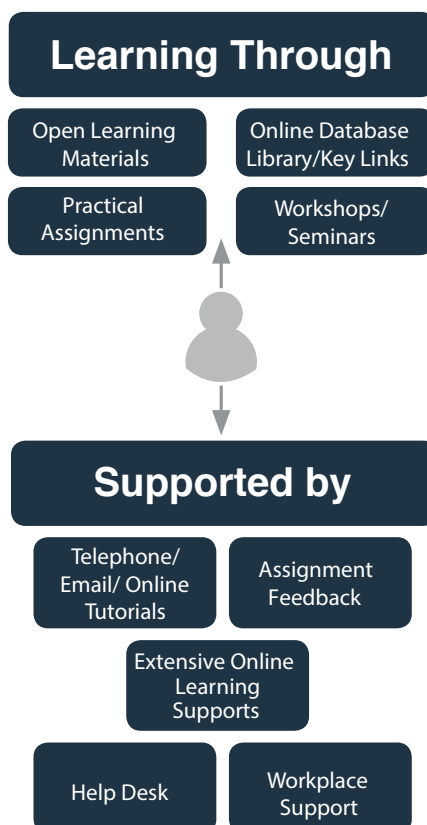 Learning Through
Open Learning
Materials
Online Database
Library/Key Links
Practical
Assignments
Workshops/
Seminars
Supported by
Telephone/
Email/ Online
Tutorials
Assignment
Feedback
Extensive Online
Learning
Supports
Help Desk
Workplace
Support